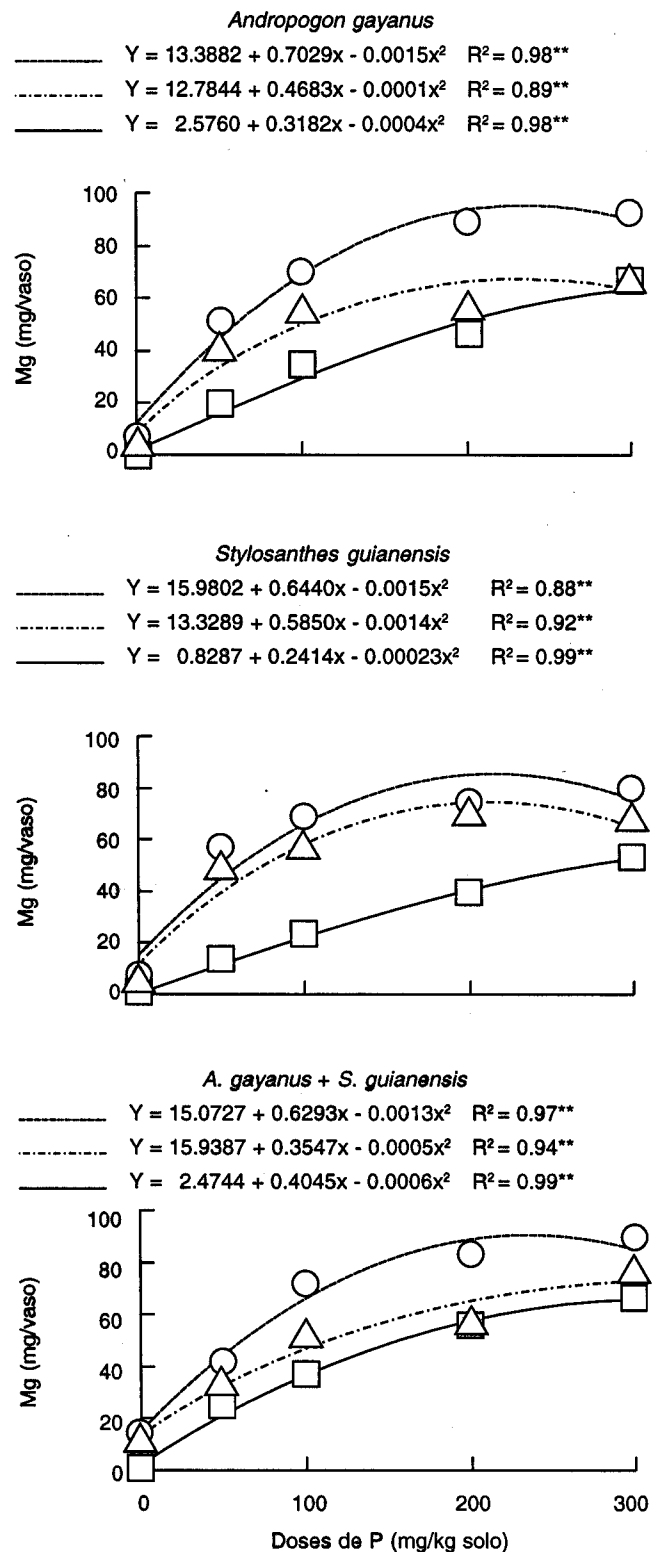 Andropogon gayanus
Y = 13.3882 + 0.7029x - 0.0015x² R² = 0.98**
Y = 12.7844 + 0.4683x - 0.0001x² R² = 0.89**
Y = 2.5760 + 0.3182x - 0.0004x² R² = 0.98**
100
80
60
40
20
0
Mg (mg/vaso)
Stylosanthes guianensis
Y = 15.9802 + 0.6440x - 0.0015x² R² = 0.88**
Y = 13.3289 + 0.5850x - 0.0014x² R² = 0.92**
Y = 0.8287 + 0.2414x - 0.00023x² R² = 0.99**
100
80
60
40
20
0
Mg (mg/vaso)
A. gayanus + S. guianensis
Y = 15.0727 + 0.6293x - 0.0013x² R² = 0.97**
Y = 15.9387 + 0.3547x - 0.0005x² R² = 0.94**
Y = 2.4744 + 0.4045x - 0.0006x² R² = 0.99**
100
80
60
40
20
0
Mg (mg/vaso)
0 100 200 300
Doses de P (mg/kg solo)